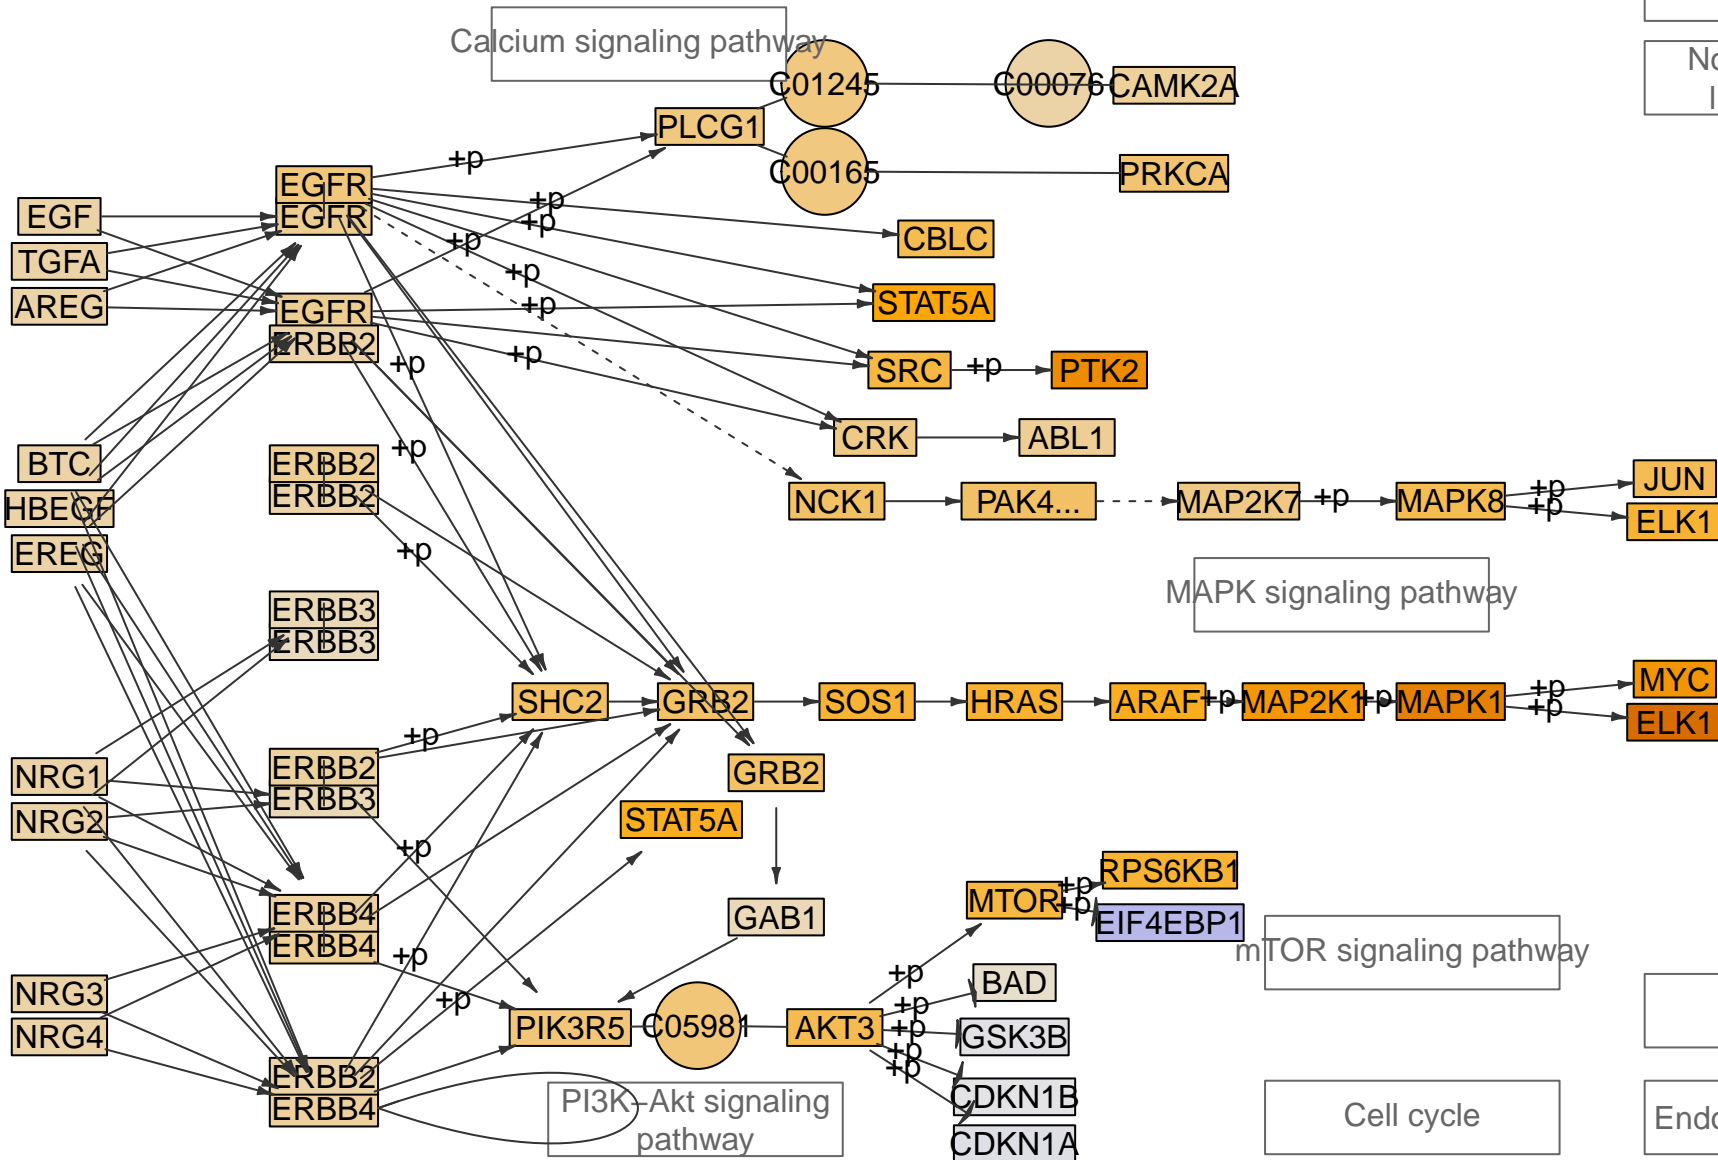 Calcium signaling pathway
C01245
C00076
CAMK2A
PLCG1
+p
C00165
PRKCA
EGFR
EGFR
EGF
TGFA
AREG
+p
+p
+p
CBLC
+p
STAT5A
+p
EGFR
ERBB2
+p
+p
SRC
+p
PTK2
CRK
ABL1
BTC
HBEGF
EREG
ERBB2
ERBB2
+p
+p
NCK1
PAK4...
MAP2K7
+p
MAPK8
+p
+p
JUN
ELK1
MAPK signaling pathway
ERBB3
ERBB3
SHC2
GRB2
SOS1
HRAS
ARAF
+p
MAP2K1
+p
MAPK1
+p
+p
MYC
ELK1
NRG1
NRG2
ERBB2
ERBB3
+p
GRB2
STAT5A
+p
GAB1
ERBB4
ERBB4
+p
+p
NRG3
NRG4
PIK3R5
C05981
AKT3
MTOR
+p
+p
RPS6KB1
EIF4EBP1
mTOR signaling pathway
+p
+p
+p
+p
+p
BAD
GSK3B
CDKN1B
CDKN1A
ERBB2
ERBB4
PI3K–Akt signaling
pathway
Cell cycle